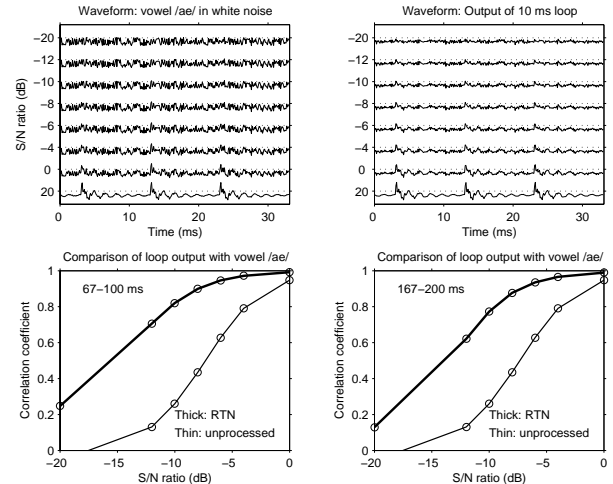 Waveform: vowel /ae/ in white noise
S/N ratio (dB)
−20
−12
−10
−8
−6
−4
0
20
0 10 20 30
Time (ms)
Waveform: Output of 10 ms loop
−20
−12
−10
−8
−6
−4
0
20
0 10 20 30
Time (ms)
Comparison of loop output with vowel /ae/
Correlation coefficient
1
0.8
0.6
0.4
0.2
0
67−100 ms
Thick: RTN
Thin: unprocessed
−20 −15 −10 −5 0
S/N ratio (dB)
Comparison of loop output with vowel /ae/
Correlation coefficient
1
0.8
0.6
0.4
0.2
0
167−200 ms
Thick: RTN
Thin: unprocessed
−20 −15 −10 −5 0
S/N ratio (dB)